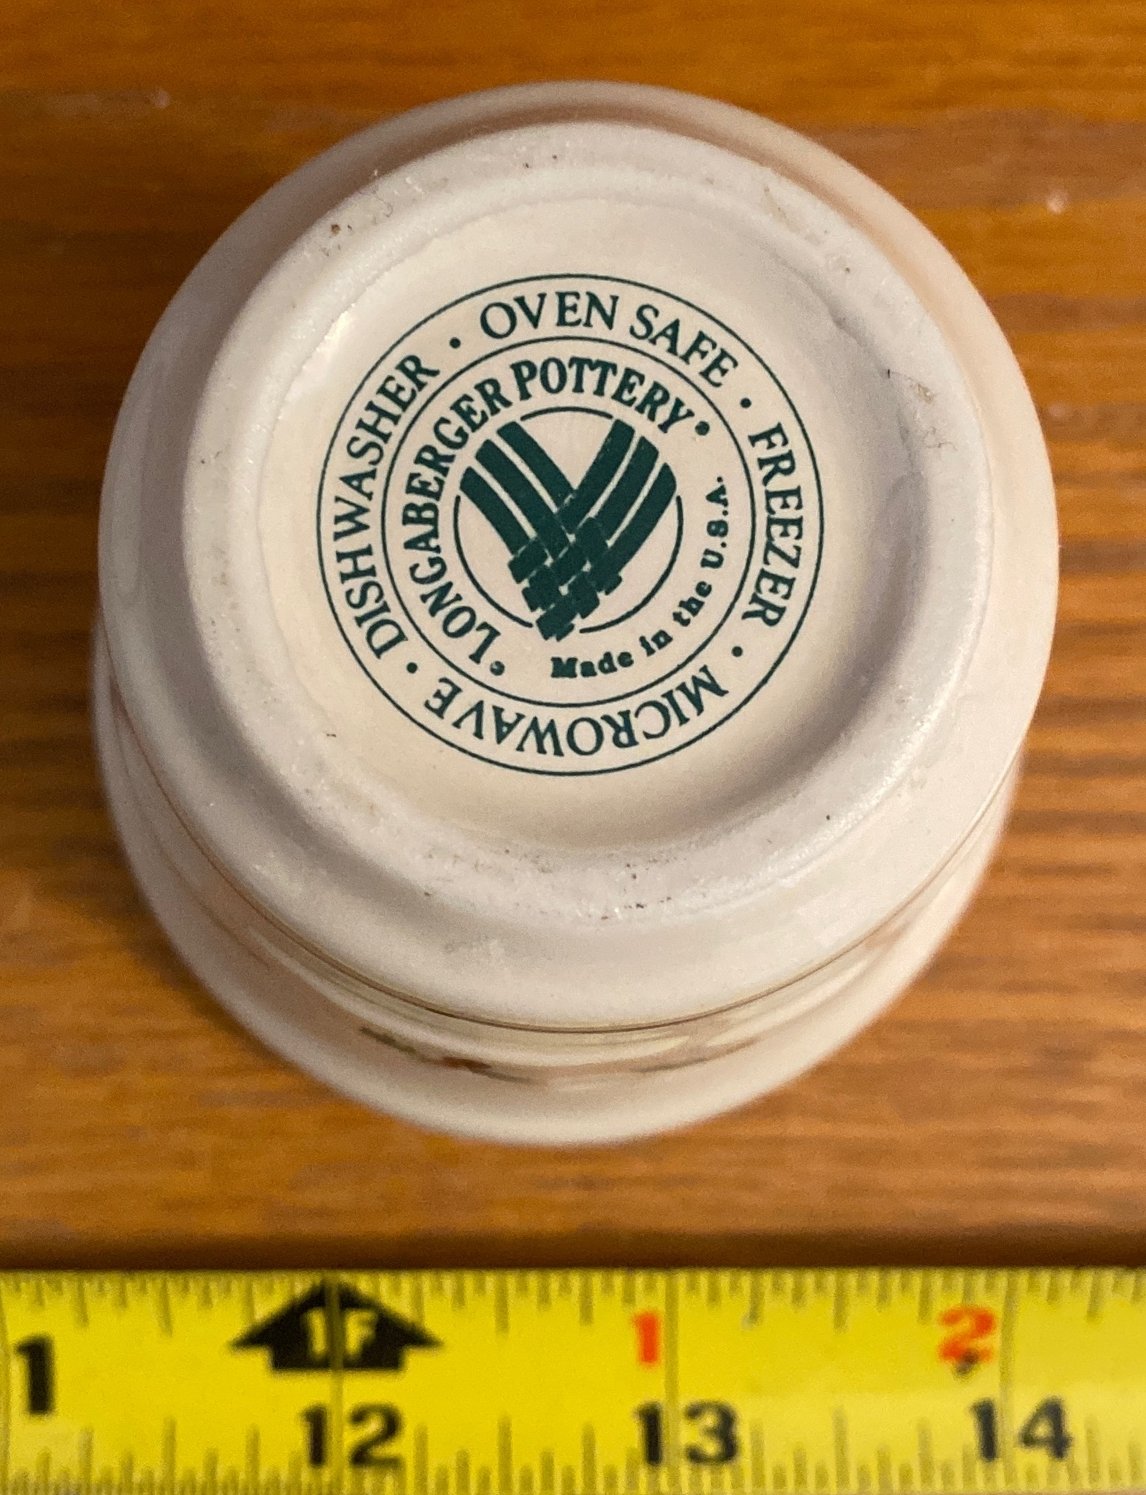 DISHWASHER · OVEN SAFE · FREEZER · MICROWAVE ·
LONGABERGER POTTERY®
Made in the U.S.A.
1F
1 2
1 12 13 14